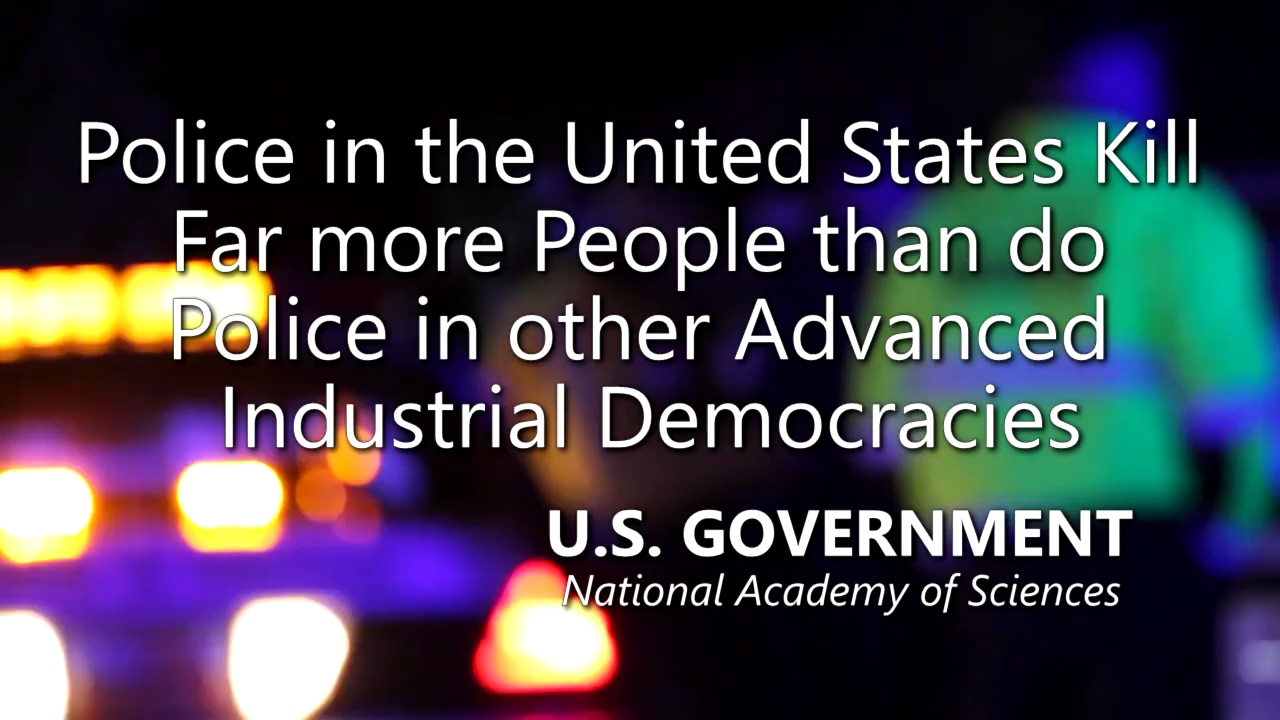 Police in the United States Kill
Far more People than do
Police in other Advanced
Industrial Democracies
U.S. GOVERNMENT
National Academy of Sciences